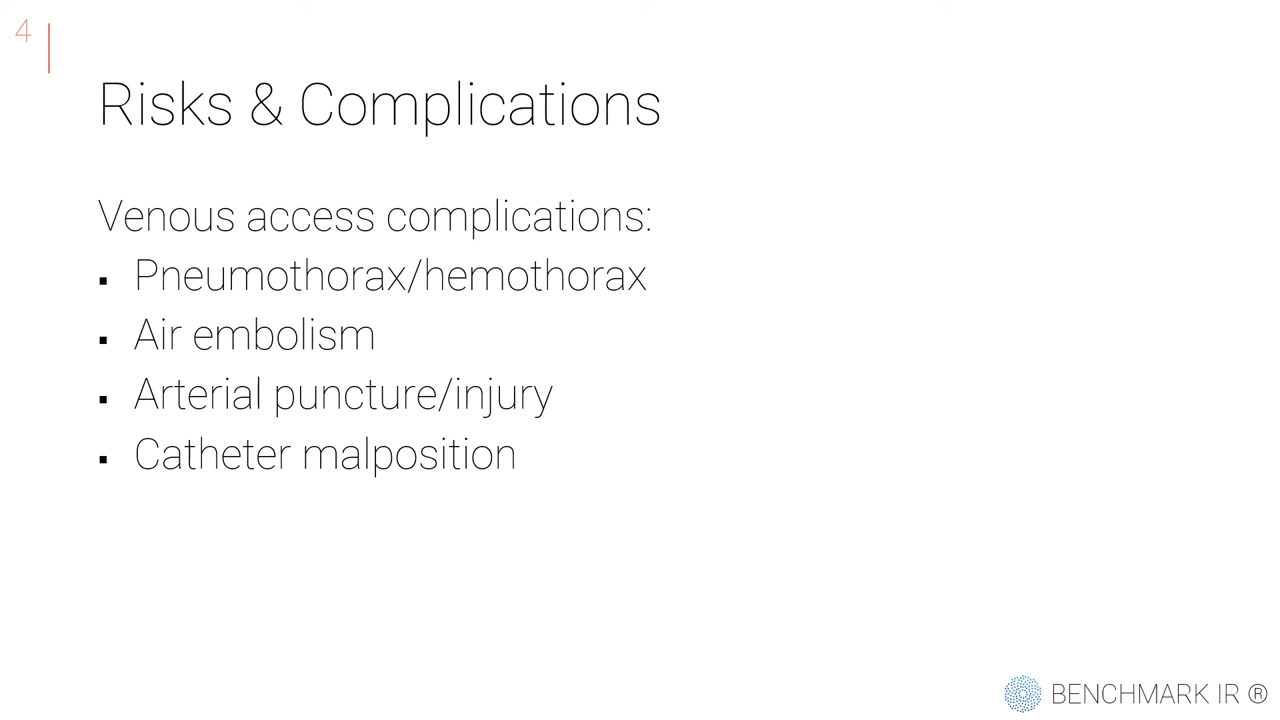 4
Risks & Complications
Venous access complications:
▪ Pneumothorax/hemothorax
▪ Air embolism
▪ Arterial puncture/injury
▪ Catheter malposition
BENCHMARK IR ®